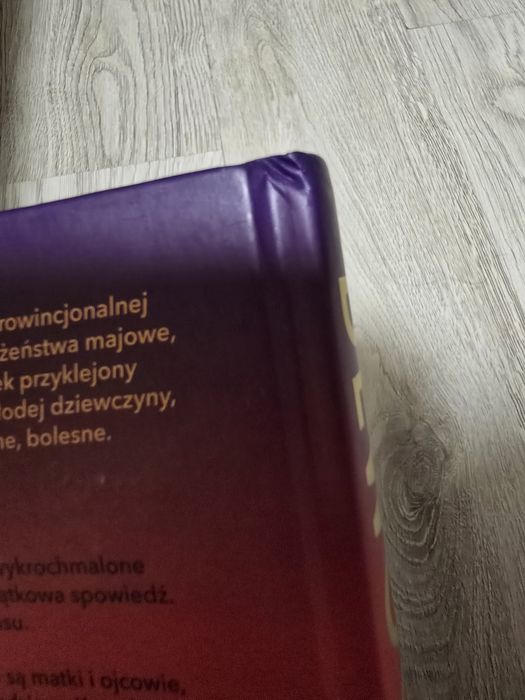 rowincjonalnej
żeństwa majowe,
ek przyklejony
łodej dziewczyny,
ne, bolesne.
wykrochmalone
ątkowa spowiedź.
su.
są matki i ojcowie,